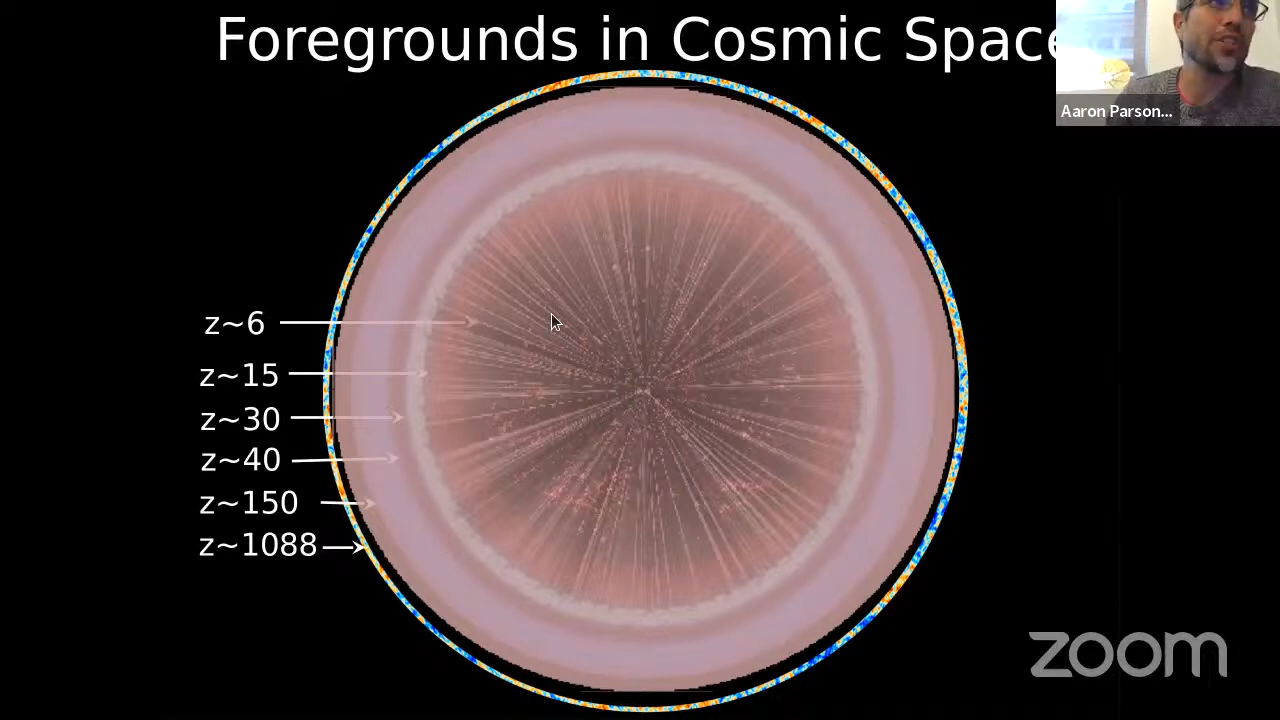 Foregrounds in Cosmic Space
Aaron Parson...
z~6
z~15
z~30
z~40
z~150
z~1088
zoom